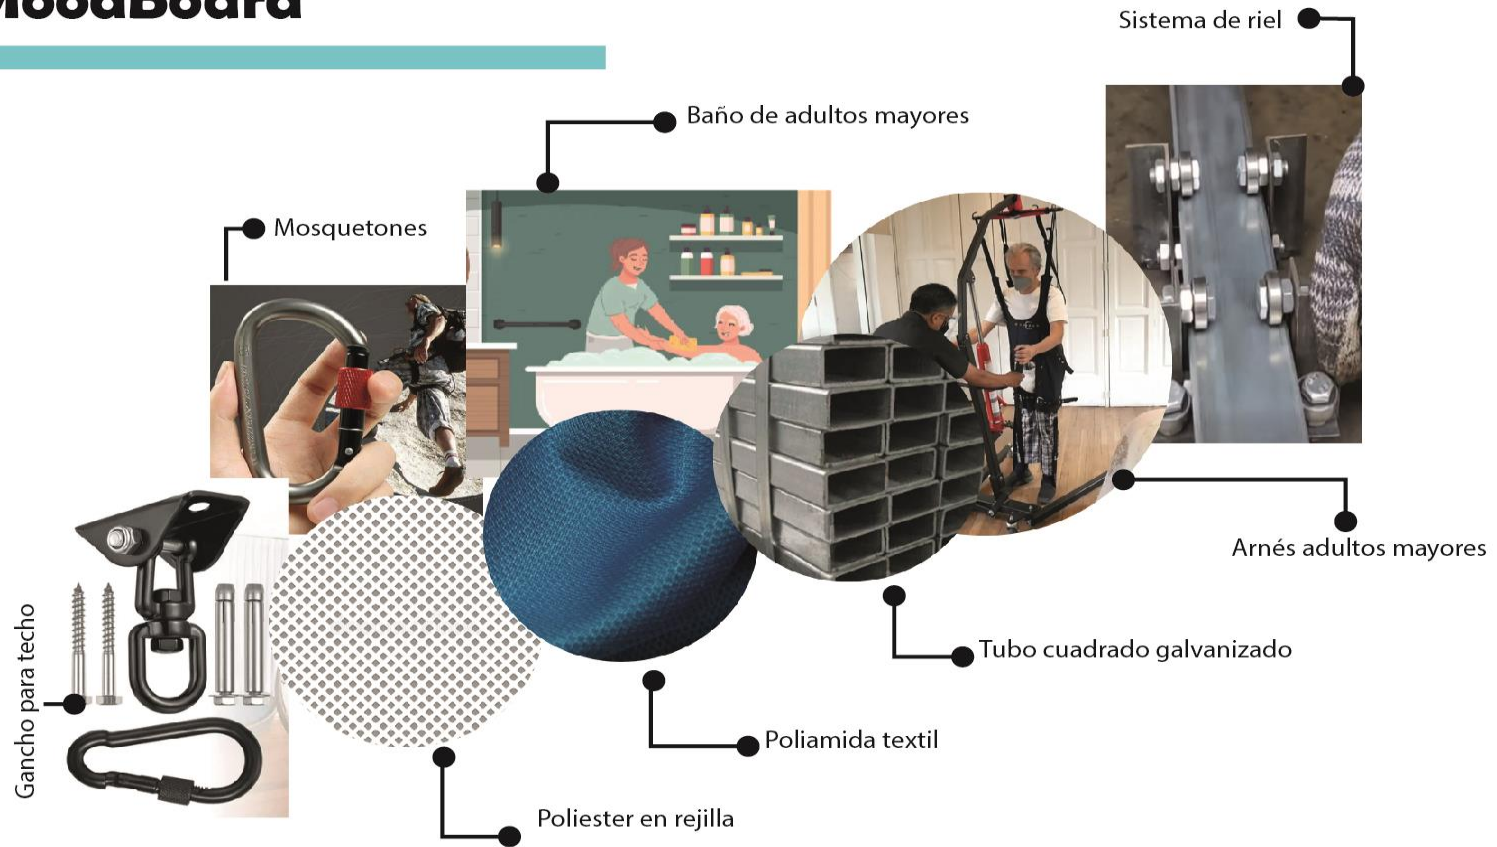 MoodBoard
Sistema de riel
Baño de adultos mayores
Mosquetones
Arnés adultos mayores
Gancho para techo
Tubo cuadrado galvanizado
Poliamida textil
Poliester en rejilla